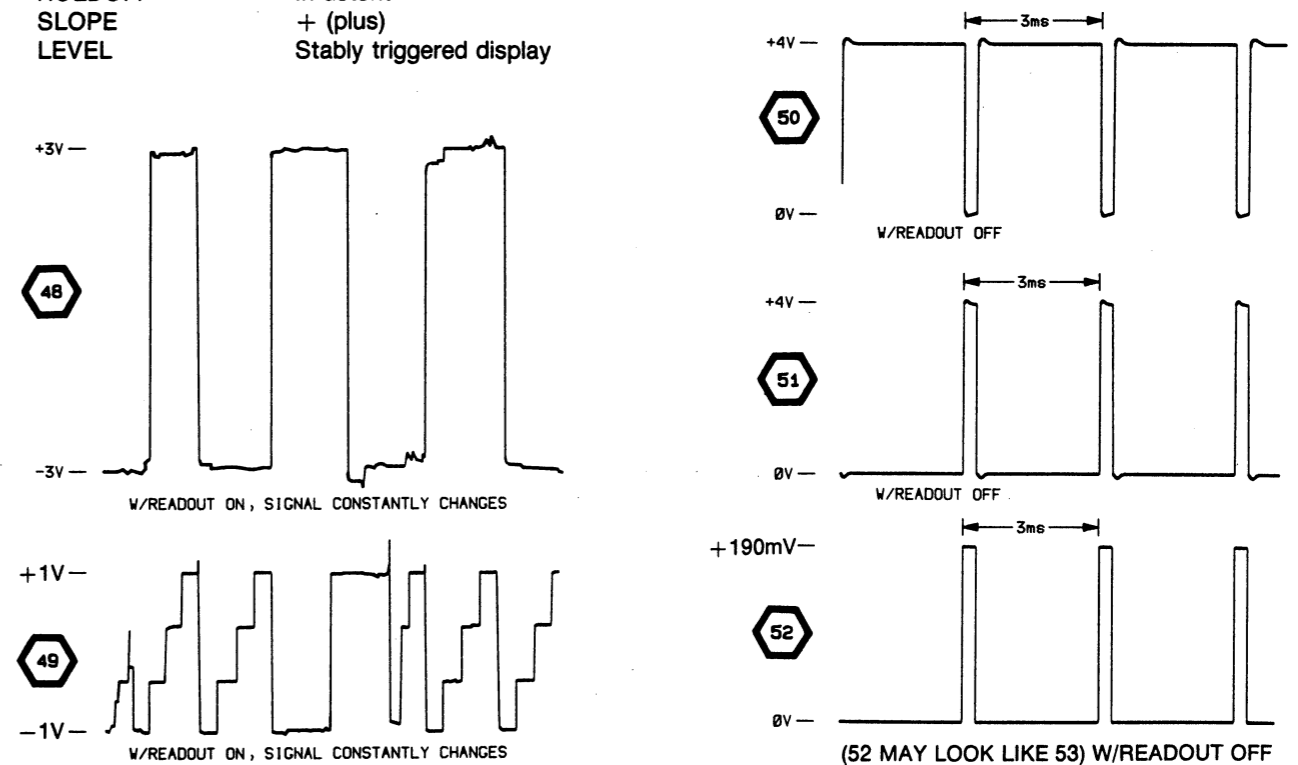 SLOPE + (plus)
LEVEL Stably triggered display
+3V
48
-3V
W/READOUT ON, SIGNAL CONSTANTLY CHANGES
+1V
49
-1V
W/READOUT ON, SIGNAL CONSTANTLY CHANGES
3ms
+4V
50
0V
W/READOUT OFF
3ms
+4V
51
0V
W/READOUT OFF
3ms
+190mV
52
0V
(52 MAY LOOK LIKE 53) W/READOUT OFF